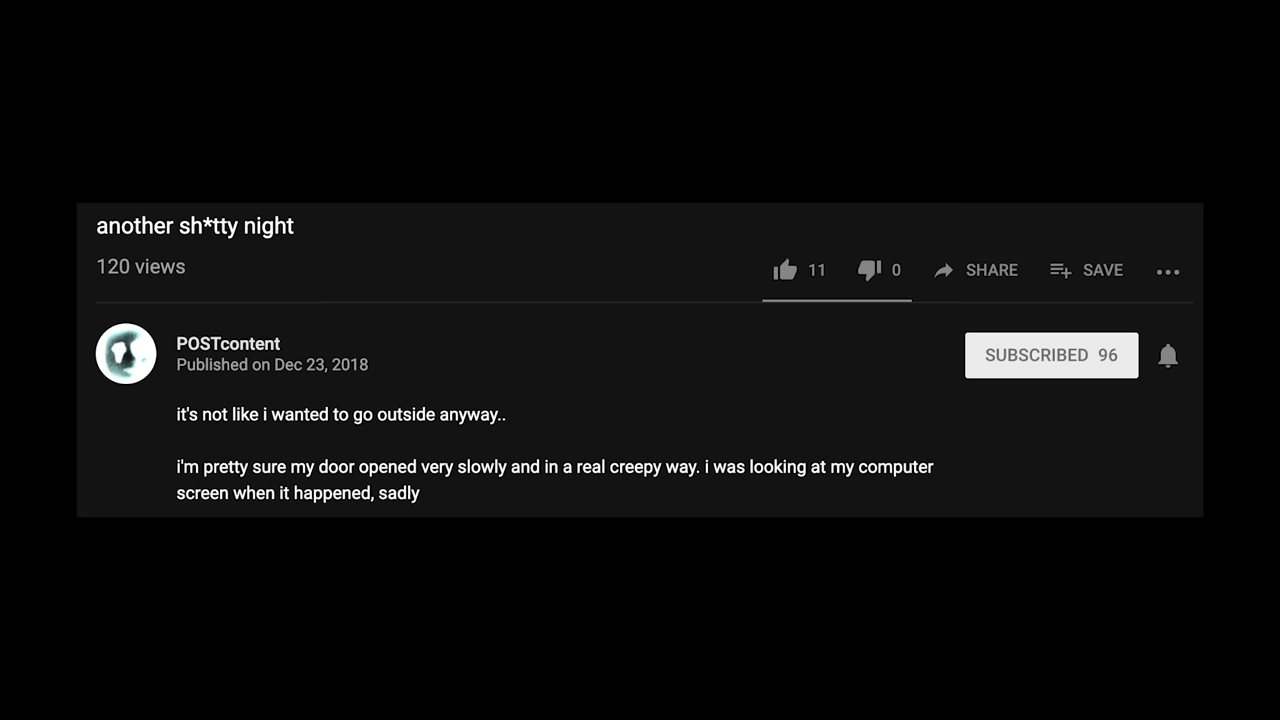 another sh*tty night
120 views
11 0 SHARE SAVE
POSTcontent
Published on Dec 23, 2018
SUBSCRIBED 96
it's not like i wanted to go outside anyway..
i'm pretty sure my door opened very slowly and in a real creepy way. i was looking at my computer
screen when it happened, sadly